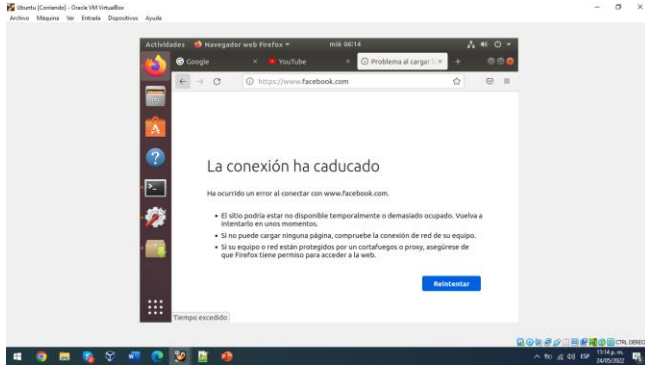 Ubuntu [Corriendo] - Oracle VM VirtualBox
Archivo Máquina Ver Entrada Dispositivos Ayuda
Actividades Navegador web Firefox mié 06:14
Google × YouTube × Problema al cargar l × +
https://www.facebook.com
La conexión ha caducado
Ha ocurrido un error al conectar con www.facebook.com.
• El sitio podría estar no disponible temporalmente o demasiado ocupado. Vuelva a
intentarlo en unos momentos.
• Si no puede cargar ninguna página, compruebe la conexión de red de su equipo.
• Si su equipo o red están protegidos por un cortafuegos o proxy, asegúrese de
que Firefox tiene permiso para acceder a la web.
Reintentar
Tiempo excedido
CTRL DEREC
ESP
11:14 p. m.
24/05/2022